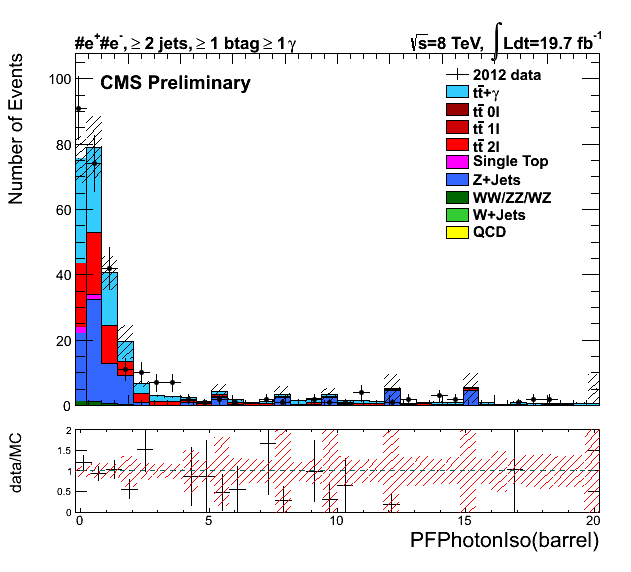 #e⁺#e⁻, ≥ 2 jets, ≥ 1 btag ≥ 1 γ
√s=8 TeV, ∫Ldt=19.7 fb⁻¹
CMS Preliminary
2012 data
tt̄+γ
tt̄ 0l
tt̄ 1l
tt̄ 2l
Single Top
Z+Jets
WW/ZZ/WZ
W+Jets
QCD
Number of Events
100
80
60
40
20
0
data/MC
2
1.5
1
0.5
0
0 5 10 15 20
PFPhotonIso(barrel)